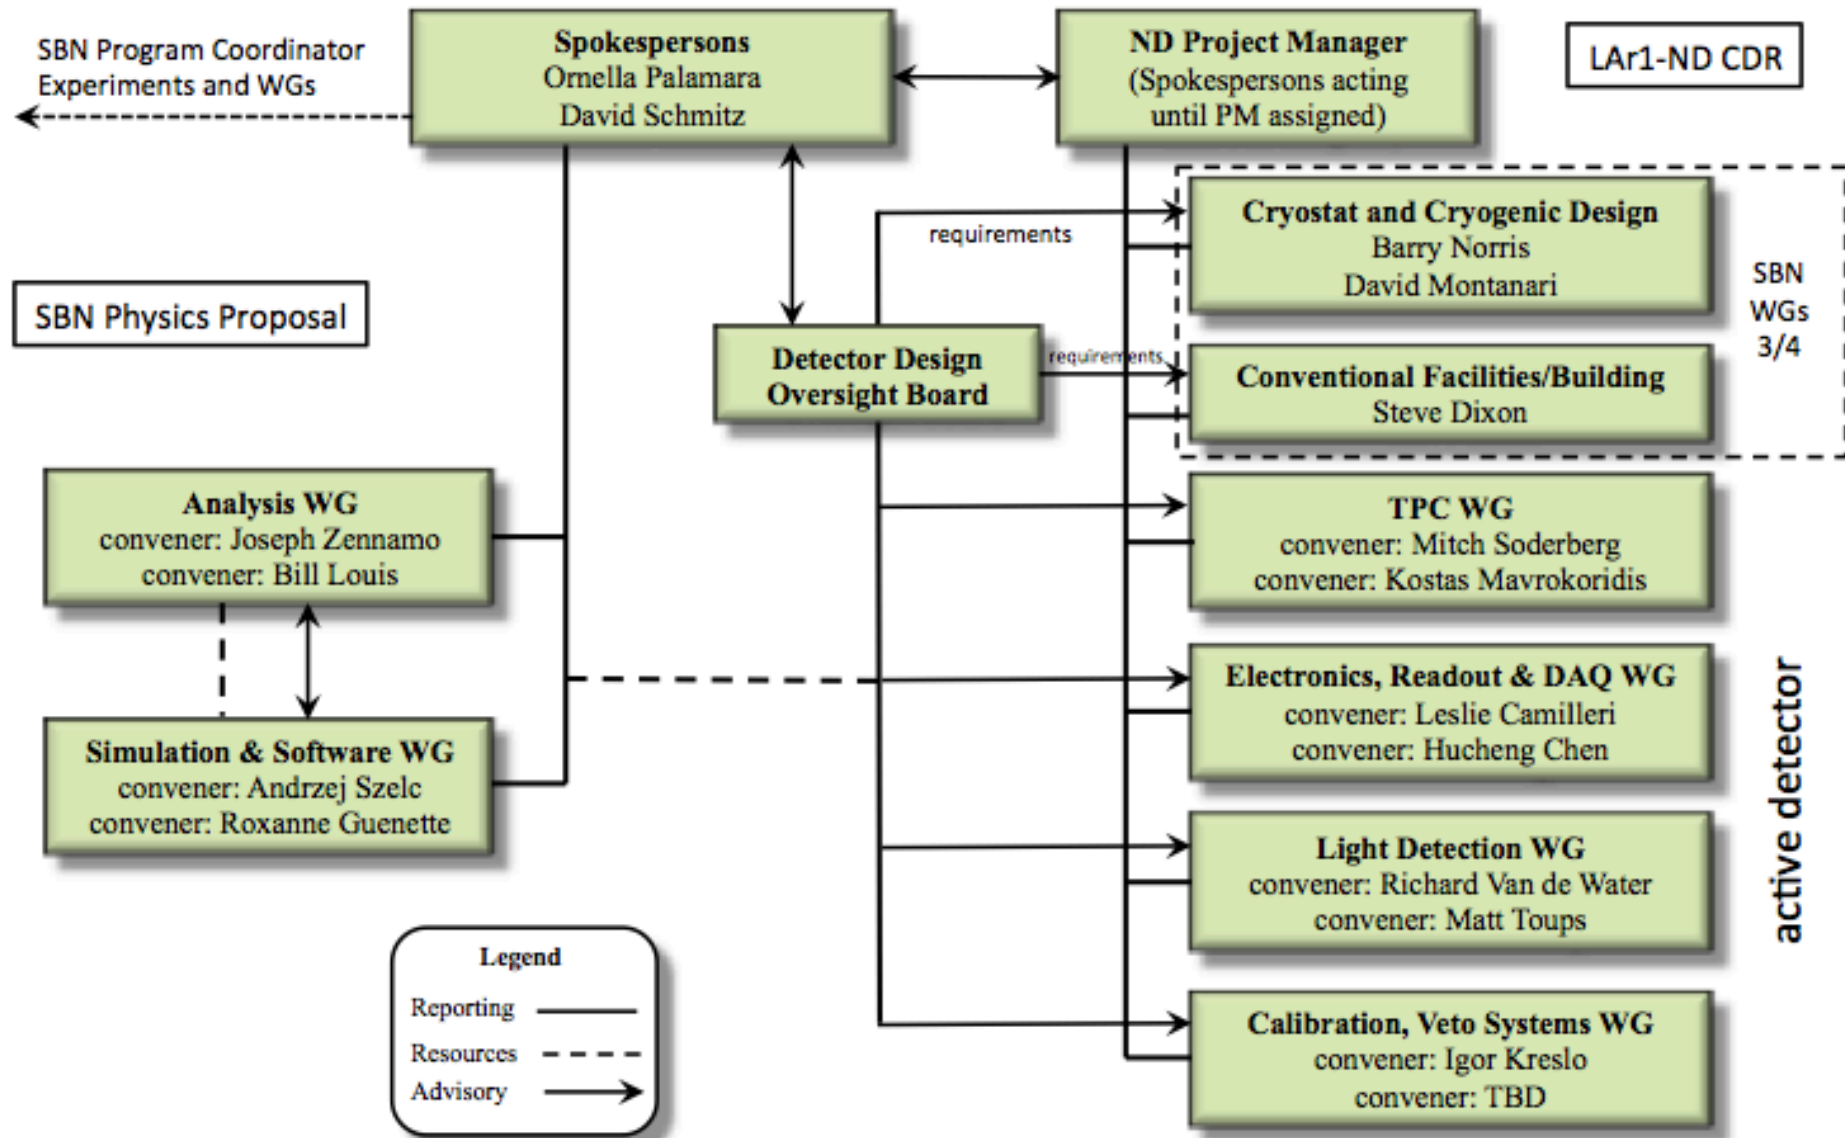 SBN Program Coordinator
Experiments and WGs
Spokespersons
Ornella Palamara
David Schmitz
ND Project Manager
(Spokespersons acting
until PM assigned)
LAr1-ND CDR
requirements
Cryostat and Cryogenic Design
Barry Norris
David Montanari
SBN
WGs
3/4
SBN Physics Proposal
Detector Design
Oversight Board
requirements
Conventional Facilities/Building
Steve Dixon
Analysis WG
convener: Joseph Zennamo
convener: Bill Louis
TPC WG
convener: Mitch Soderberg
convener: Kostas Mavrokoridis
Simulation & Software WG
convener: Andrzej Szelc
convener: Roxanne Guenette
Electronics, Readout & DAQ WG
convener: Leslie Camilleri
convener: Hucheng Chen
active detector
Light Detection WG
convener: Richard Van de Water
convener: Matt Toups
Legend
Reporting
Resources
Advisory
Calibration, Veto Systems WG
convener: Igor Kreslo
convener: TBD